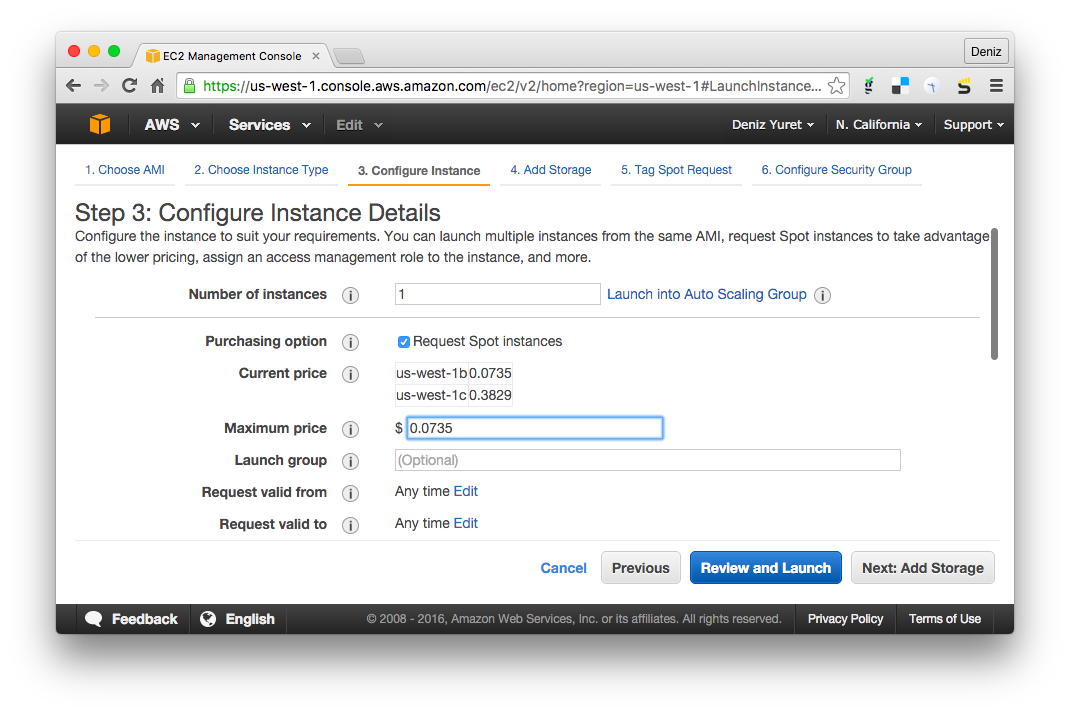 EC2 Management Console
Deniz
https://us-west-1.console.aws.amazon.com/ec2/v2/home?region=us-west-1#LaunchInstance...
AWS Services Edit Deniz Yuret N. California Support
1. Choose AMI 2. Choose Instance Type 3. Configure Instance 4. Add Storage 5. Tag Spot Request 6. Configure Security Group
Step 3: Configure Instance Details
Configure the instance to suit your requirements. You can launch multiple instances from the same AMI, request Spot instances to take advantage
of the lower pricing, assign an access management role to the instance, and more.
Number of instances 1 Launch into Auto Scaling Group
Purchasing option Request Spot instances
Current price us-west-1b 0.0735
us-west-1c 0.3829
Maximum price $ 0.0735
Launch group (Optional)
Request valid from Any time Edit
Request valid to Any time Edit
Cancel Previous Review and Launch Next: Add Storage
Feedback English © 2008 - 2016, Amazon Web Services, Inc. or its affiliates. All rights reserved. Privacy Policy Terms of Use